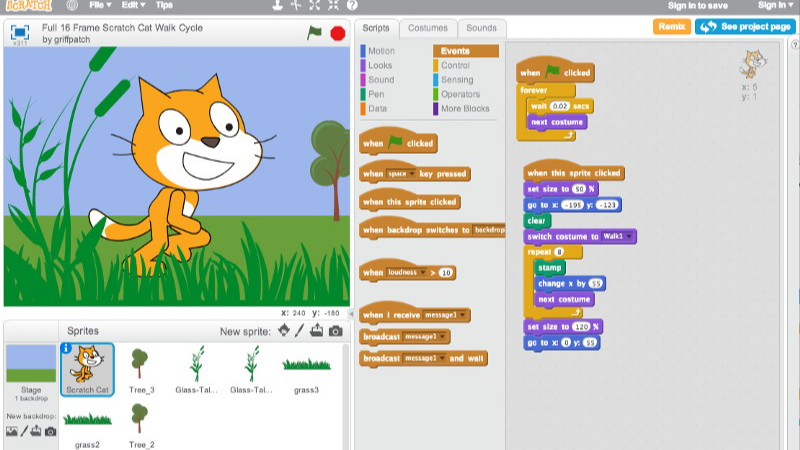 SCRATCH File Edit Tips Sign in to save Sign in
Full 16 Frame Scratch Cat Walk Cycle
by griffpatch
v311
Scripts Costumes Sounds
Remix See project page
Motion Events
Looks Control
Sound Sensing
Pen Operators
Data More Blocks
when clicked
when space key pressed
when this sprite clicked
when backdrop switches to backdrop
when loudness > 10
when I receive message1
broadcast message1
broadcast message1 and wait
when clicked
forever
wait 0.02 secs
next costume
when this sprite clicked
set size to 50 %
go to x: -195 y: -123
clear
switch costume to Walk1
repeat 8
stamp
change x by 55
next costume
set size to 120 %
go to x: 0 y: 55
x: 5
y: 1
x: 240 y: -180
Sprites New sprite:
Stage
1 backdrop
New backdrop:
Scratch Cat Tree_3 Glass-Tal... Glass-Tal... grass3
grass2 Tree_2